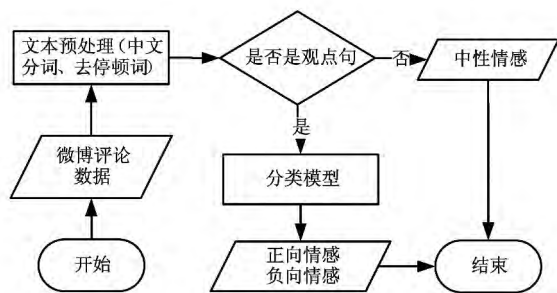 文本预处理(中文
分词、去停顿词)
是否是观点句
否
中性情感
是
微博评论
数据
分类模型
开始
正向情感
负向情感
结束